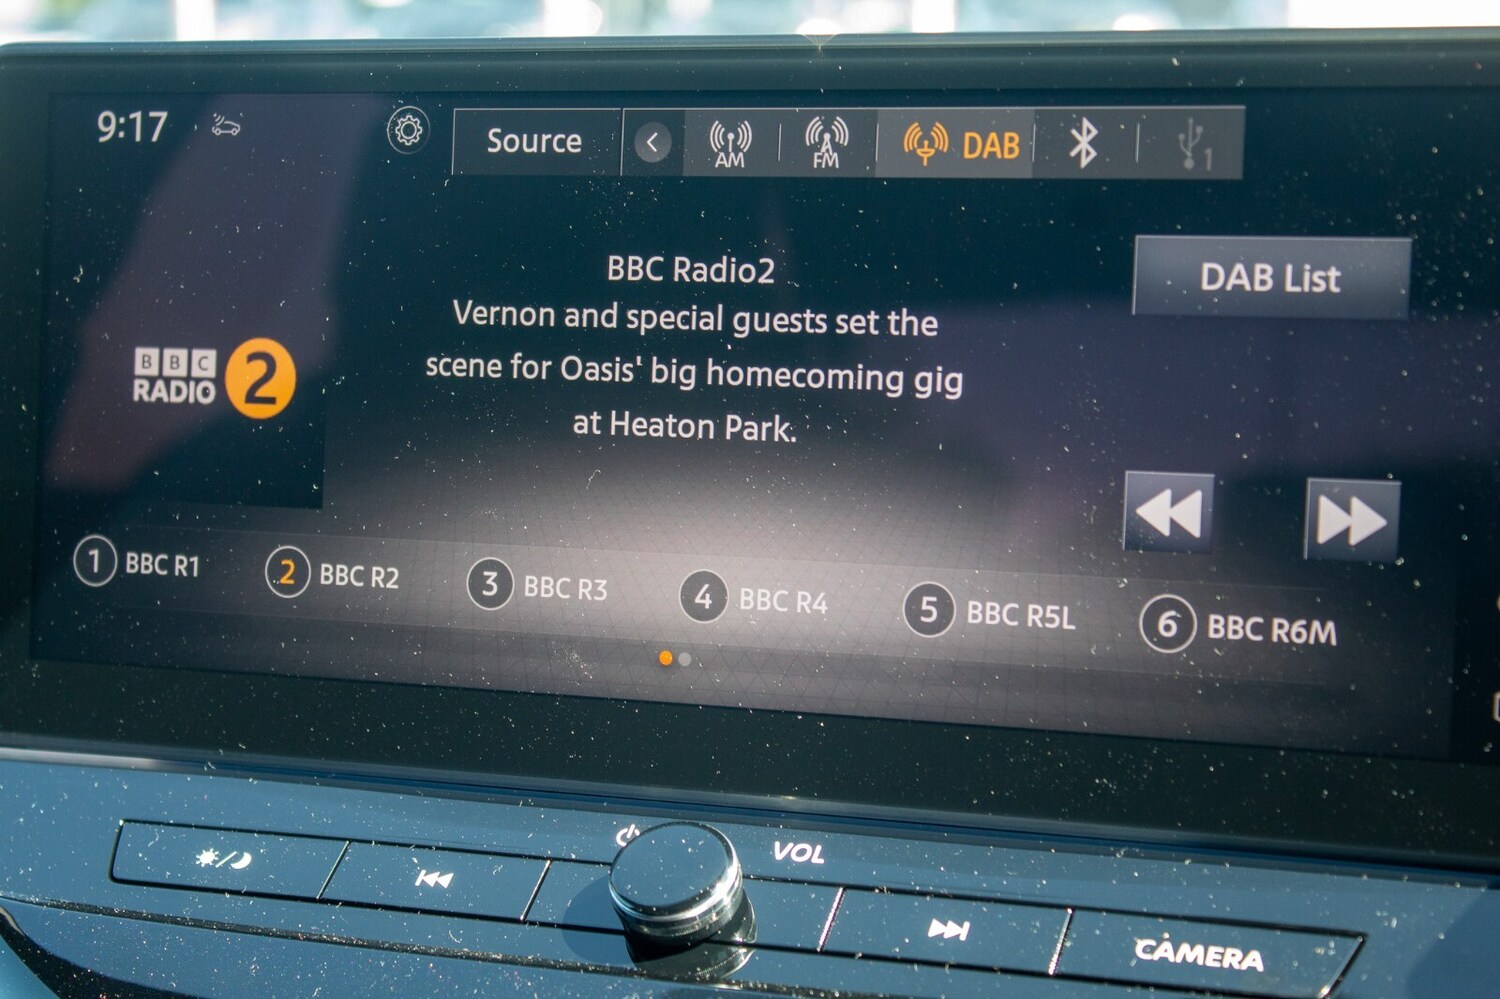 9:17
Source
AM
FM
DAB
1
BBC Radio2
Vernon and special guests set the
scene for Oasis' big homecoming gig
at Heaton Park.
DAB List
BBC
RADIO 2
1 BBC R1
2 BBC R2
3 BBC R3
4 BBC R4
5 BBC R5L
6 BBC R6M
VOL
CAMERA